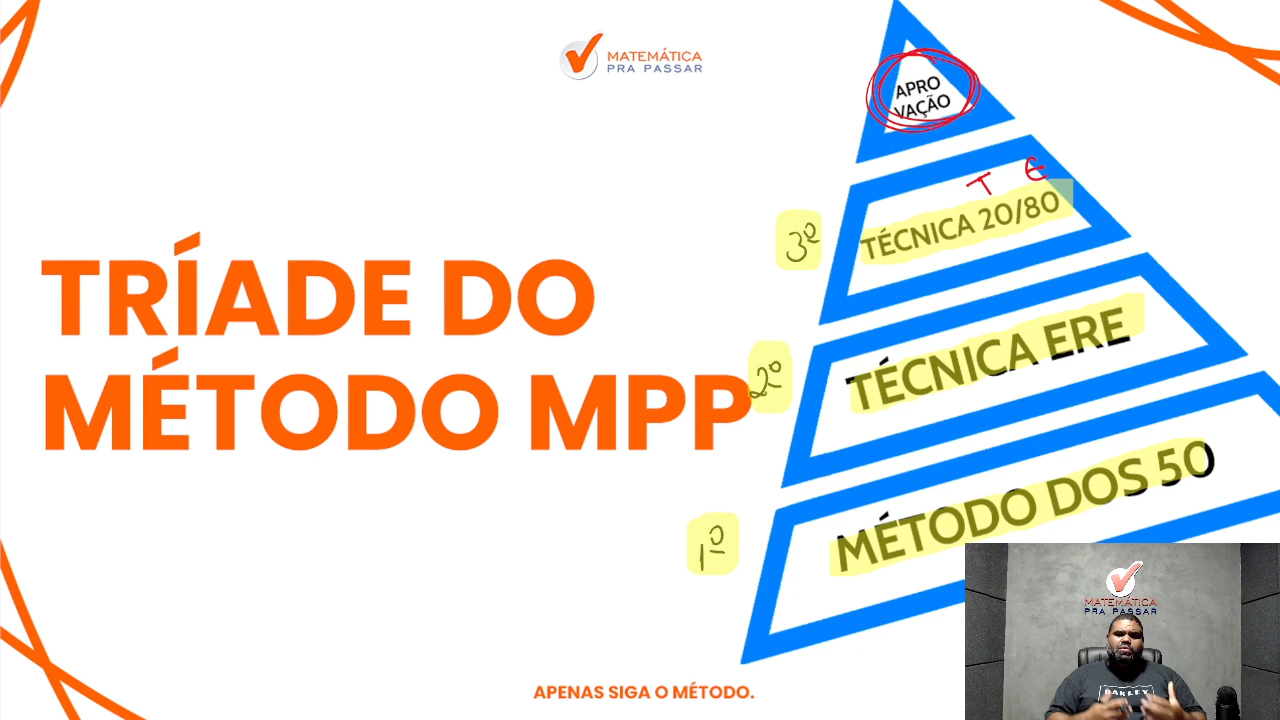 MATEMÁTICA
PRA PASSAR
APRO
VAÇÃO
T E
3º
TÉCNICA 20/80
TRÍADE DO
MÉTODO MPP
2º
TÉCNICA ERE
1º
MÉTODO DOS 50
MATEMÁTICA
PRA PASSAR
OAKLEY
APENAS SIGA O MÉTODO.